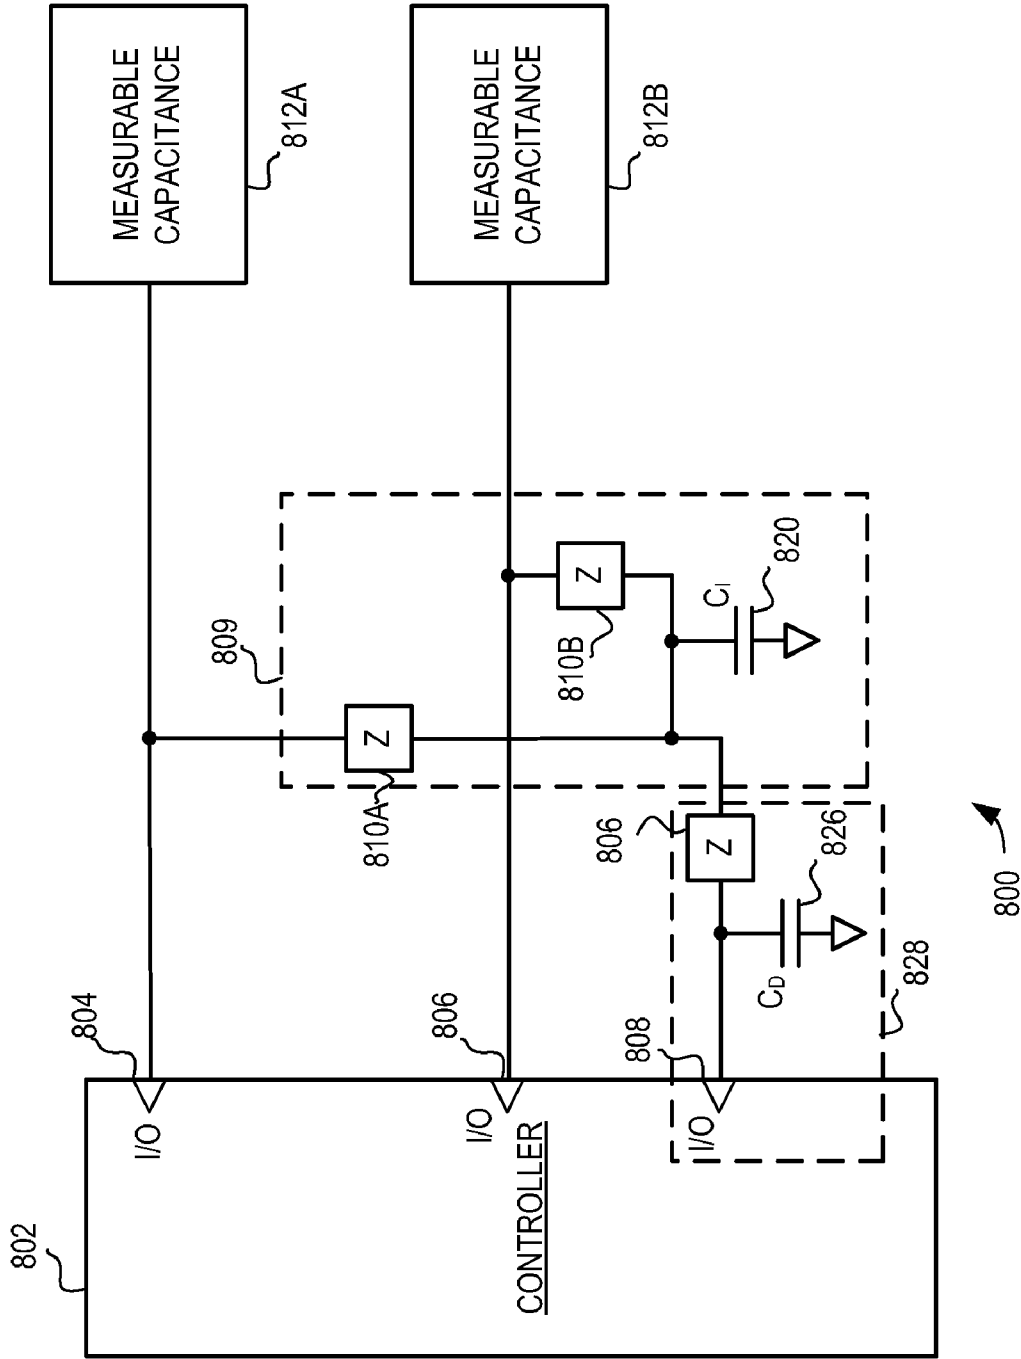 MEASURABLE
CAPACITANCE
812A
MEASURABLE
CAPACITANCE
812B
809
Z
810A
Z
810B
C_I
820
806
Z
826
C_D
828
804
I/O
806
I/O
808
I/O
802
CONTROLLER
800